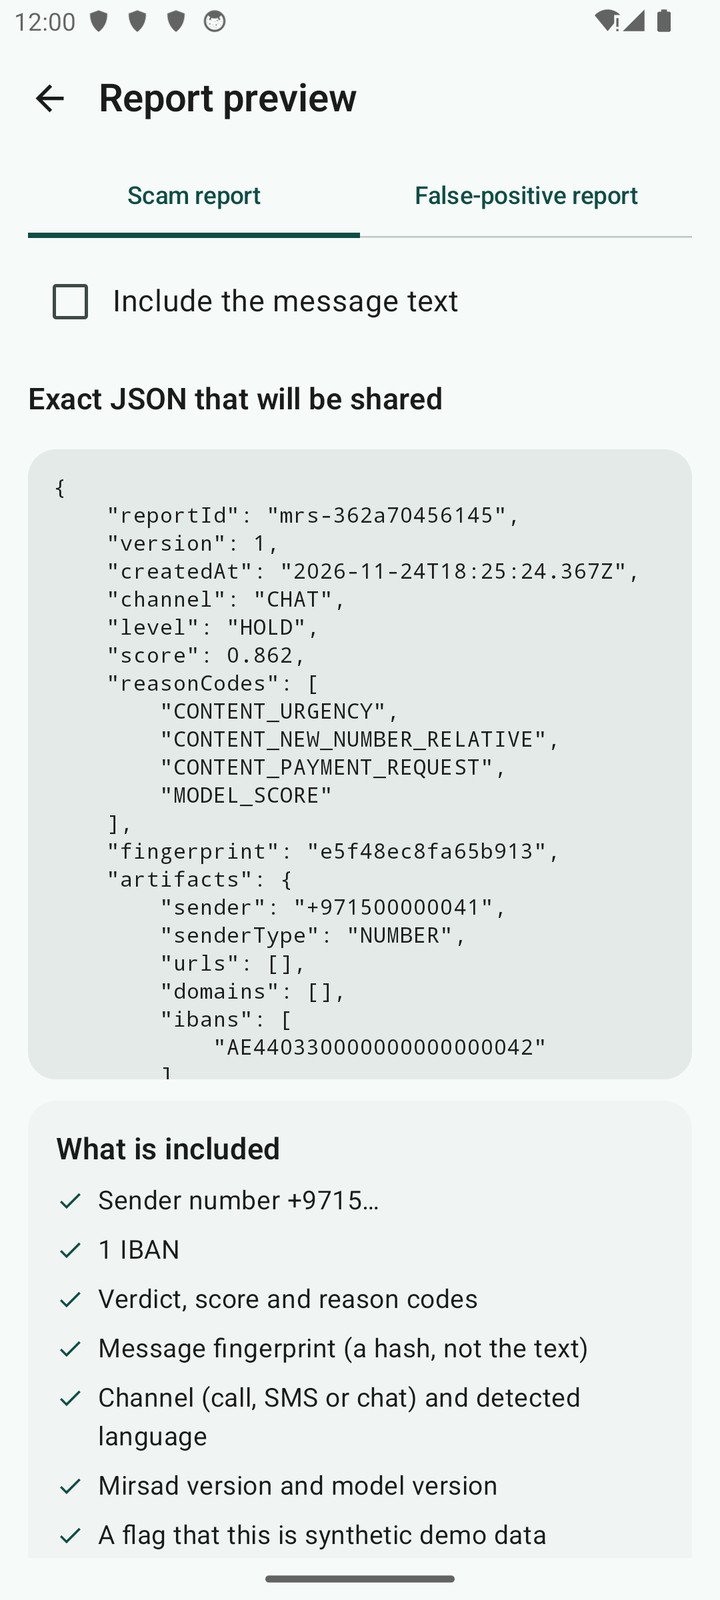 12:00
Report preview
Scam report
False-positive report
Include the message text
Exact JSON that will be shared
{
"reportId": "mrs-362a70456145",
"version": 1,
"createdAt": "2026-11-24T18:25:24.367Z",
"channel": "CHAT",
"level": "HOLD",
"score": 0.862,
"reasonCodes": [
"CONTENT_URGENCY",
"CONTENT_NEW_NUMBER_RELATIVE",
"CONTENT_PAYMENT_REQUEST",
"MODEL_SCORE"
],
"fingerprint": "e5f48ec8fa65b913",
"artifacts": {
"sender": "+971500000041",
"senderType": "NUMBER",
"urls": [],
"domains": [],
"ibans": [
"AE440330000000000000042"
]
What is included
Sender number +9715…
1 IBAN
Verdict, score and reason codes
Message fingerprint (a hash, not the text)
Channel (call, SMS or chat) and detected
language
Mirsad version and model version
A flag that this is synthetic demo data